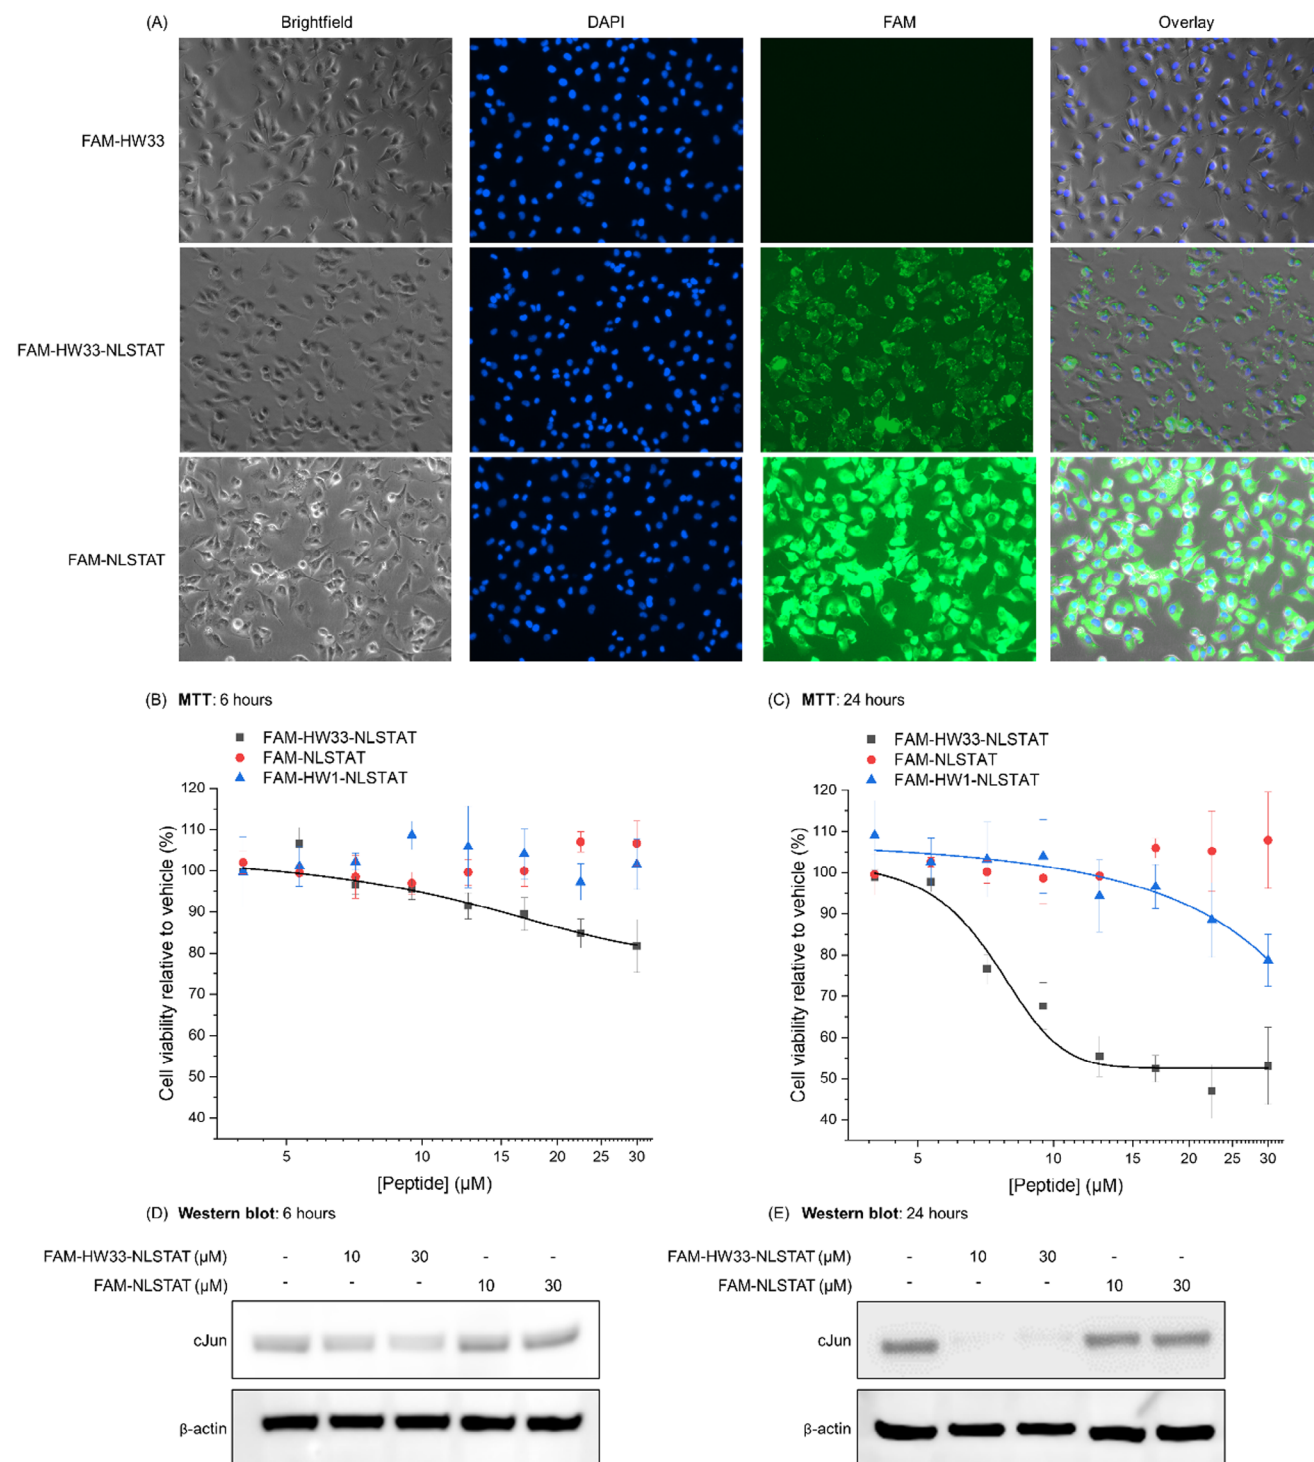 (A) Brightfield DAPI FAM Overlay
FAM-HW33
FAM-HW33-NLSTAT
FAM-NLSTAT
(B) MTT: 6 hours
FAM-HW33-NLSTAT
FAM-NLSTAT
FAM-HW1-NLSTAT
Cell viability relative to vehicle (%)
120
110
100
90
80
70
60
50
40
5 10 15 20 25 30
[Peptide] (µM)
(C) MTT: 24 hours
FAM-HW33-NLSTAT
FAM-NLSTAT
FAM-HW1-NLSTAT
Cell viability relative to vehicle (%)
120
110
100
90
80
70
60
50
40
5 10 15 20 25 30
[Peptide] (µM)
(D) Western blot: 6 hours
FAM-HW33-NLSTAT (µM) - 10 30 - -
FAM-NLSTAT (µM) - - - 10 30
cJun
β-actin
(E) Western blot: 24 hours
FAM-HW33-NLSTAT (µM) - 10 30 - -
FAM-NLSTAT (µM) - - - 10 30
cJun
β-actin